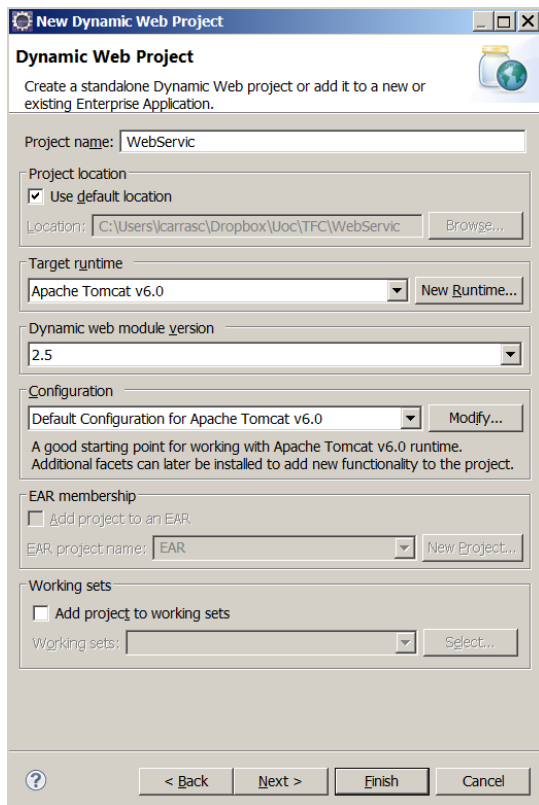 New Dynamic Web Project
Dynamic Web Project
Create a standalone Dynamic Web project or add it to a new or
existing Enterprise Application.
Project name: WebServic
Project location
Use default location
Location: C:\Users\lcarrasc\Dropbox\Uoc\TFC\WebServic Browse...
Target runtime
Apache Tomcat v6.0 New Runtime...
Dynamic web module version
2.5
Configuration
Default Configuration for Apache Tomcat v6.0 Modify...
A good starting point for working with Apache Tomcat v6.0 runtime.
Additional facets can later be installed to add new functionality to the project.
EAR membership
Add project to an EAR
EAR project name: EAR New Project...
Working sets
Add project to working sets
Working sets: Select...
? < Back Next > Finish Cancel